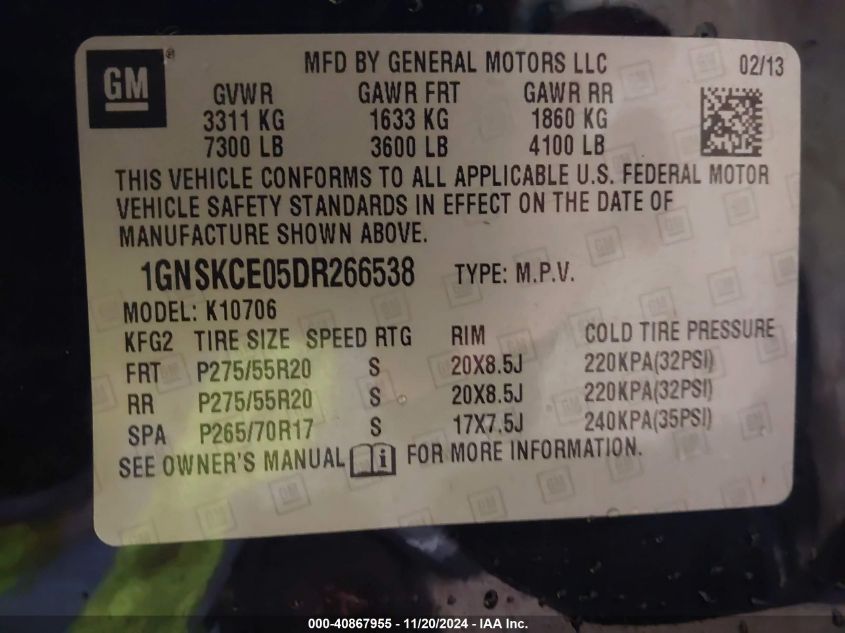 GM®
MFD BY GENERAL MOTORS LLC 02/13
GVWR GAWR FRT GAWR RR
3311 KG 1633 KG 1860 KG
7300 LB 3600 LB 4100 LB
THIS VEHICLE CONFORMS TO ALL APPLICABLE U.S. FEDERAL MOTOR
VEHICLE SAFETY STANDARDS IN EFFECT ON THE DATE OF
MANUFACTURE SHOWN ABOVE.
1GNSKCE05DR266538 TYPE: M.P.V.
MODEL: K10706
KFG2 TIRE SIZE SPEED RTG RIM COLD TIRE PRESSURE
FRT P275/55R20 S 20X8.5J 220KPA(32PSI)
RR P275/55R20 S 20X8.5J 220KPA(32PSI)
SPA P265/70R17 S 17X7.5J 240KPA(35PSI)
SEE OWNER'S MANUAL i FOR MORE INFORMATION.
000-40867955 - 11/20/2024 - IAA Inc.